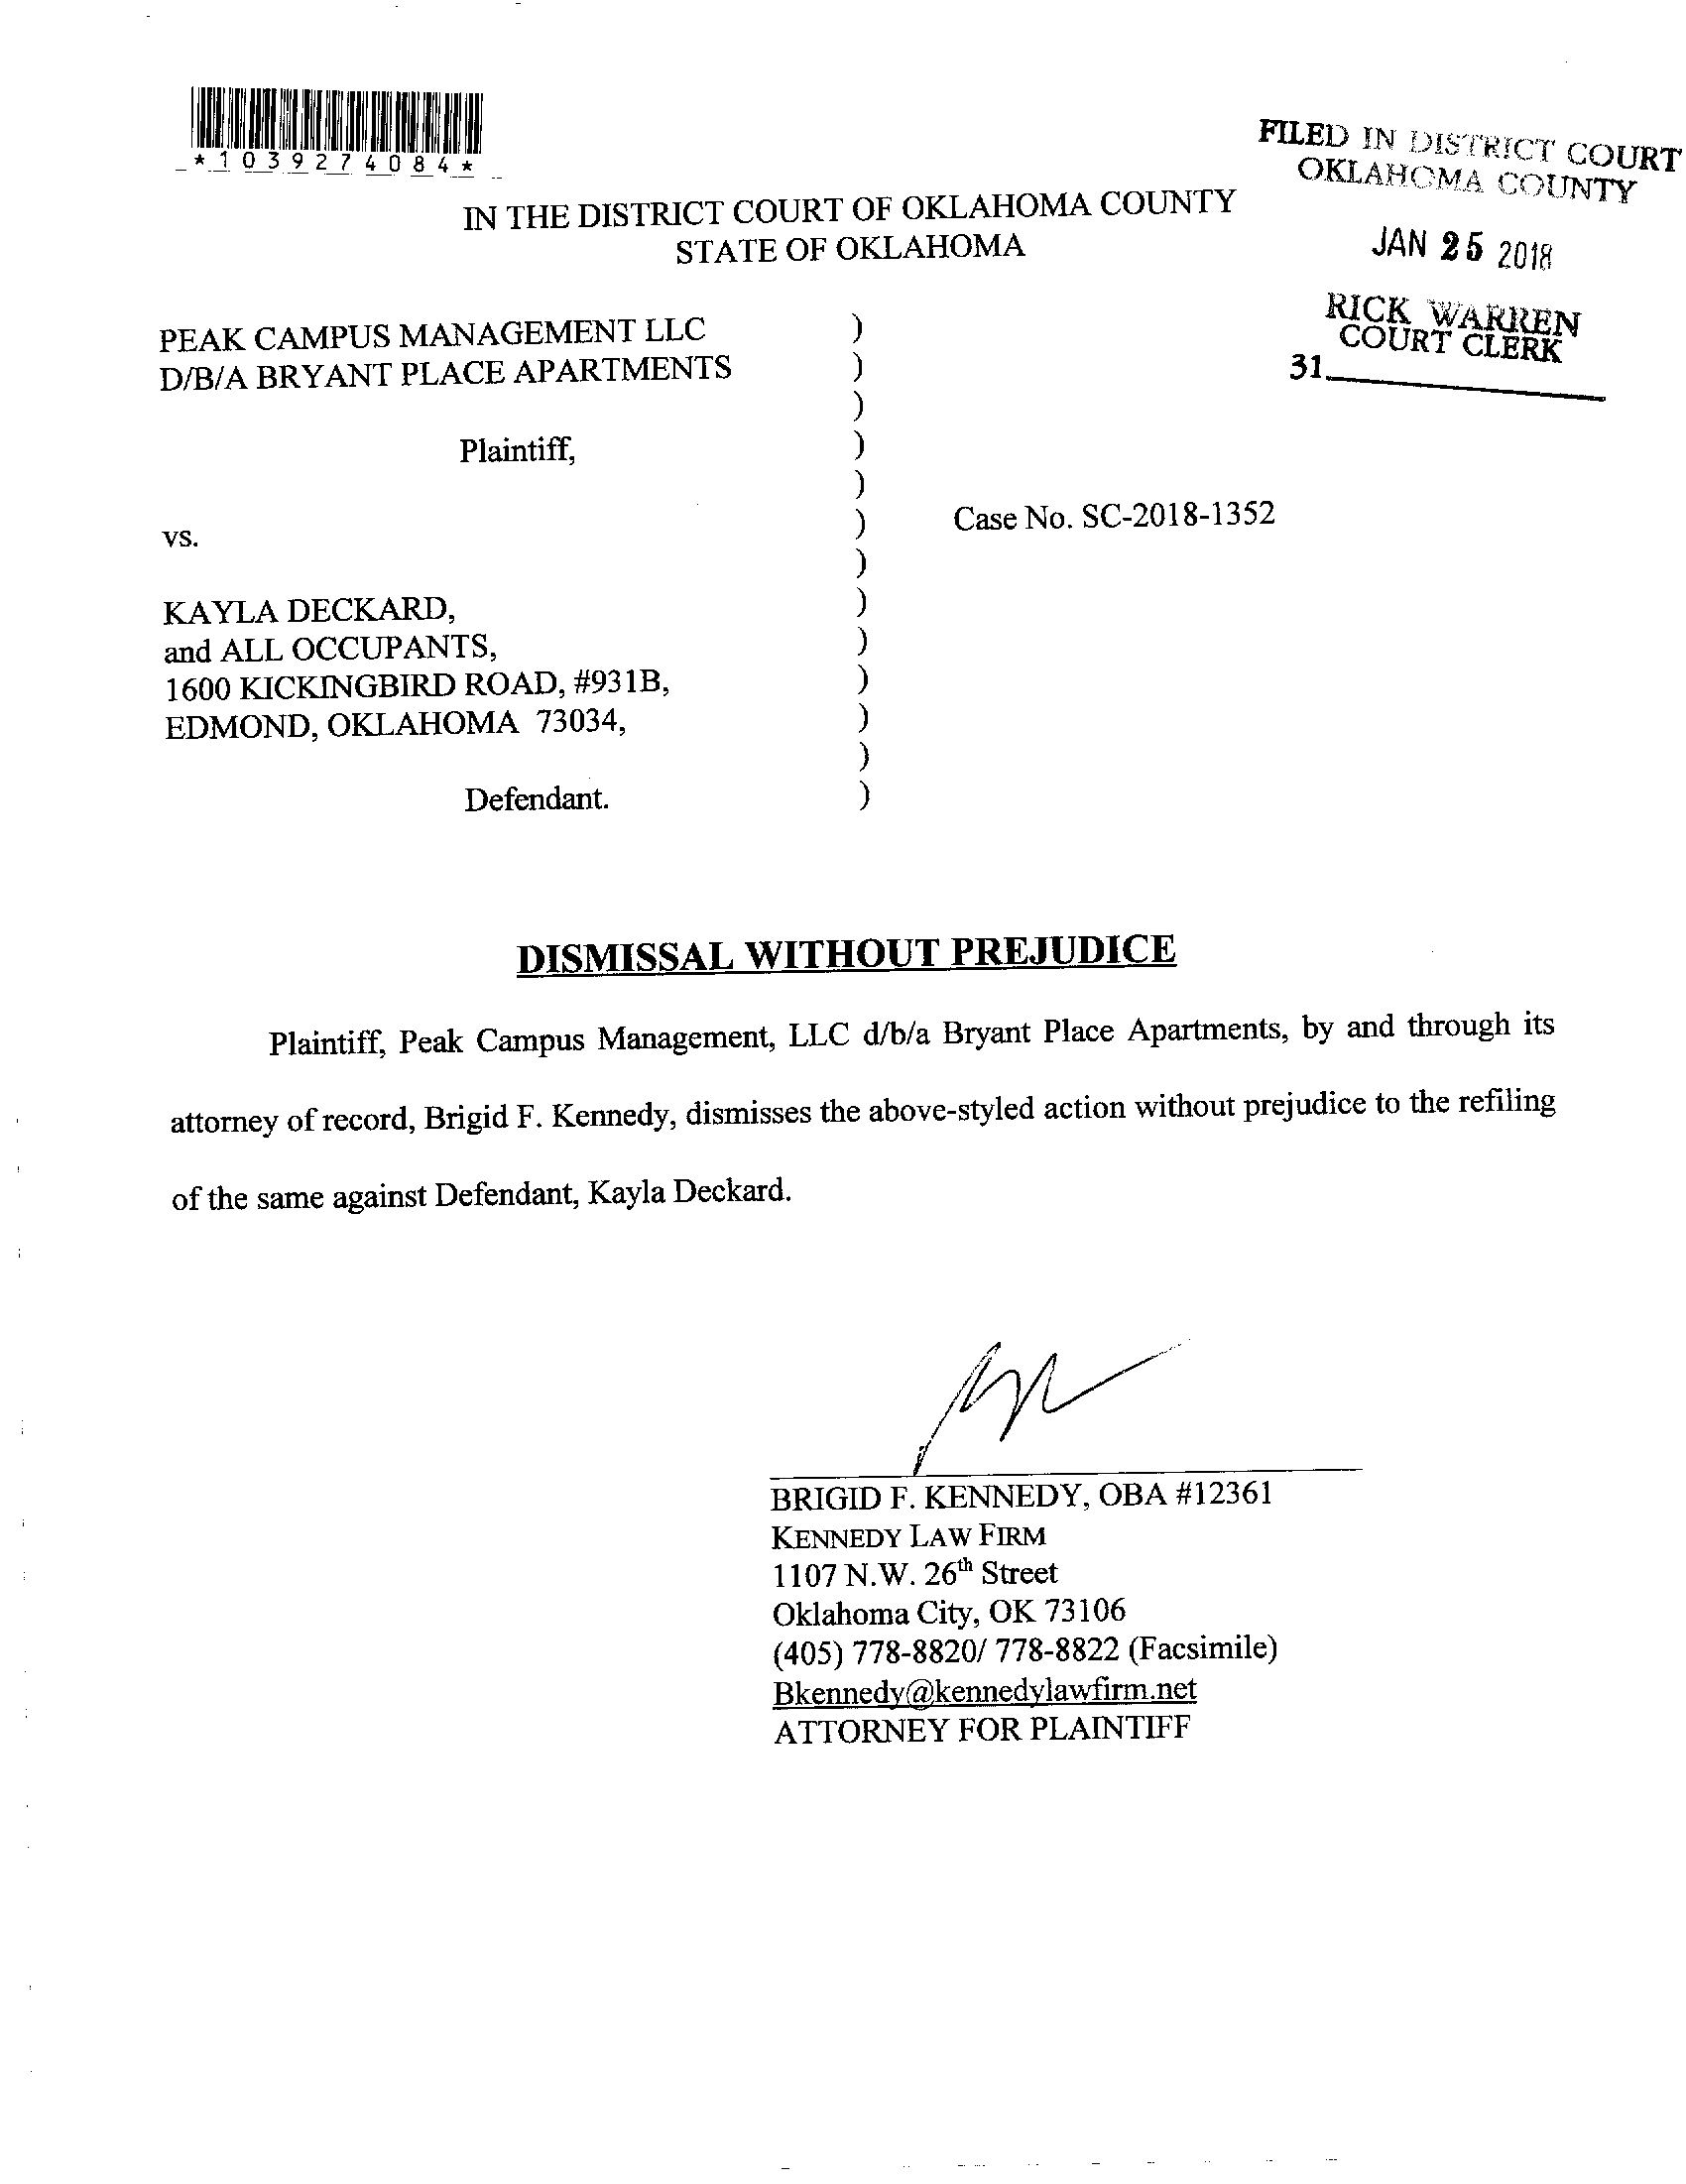 *1039274084*
FILED IN DISTRICT COURT
OKLAHOMA COUNTY
JAN 25 2018
RICK WARREN
COURT CLERK
31
IN THE DISTRICT COURT OF OKLAHOMA COUNTY
STATE OF OKLAHOMA
PEAK CAMPUS MANAGEMENT LLC )
D/B/A BRYANT PLACE APARTMENTS )
)
Plaintiff, )
)
vs. ) Case No. SC-2018-1352
)
KAYLA DECKARD, )
and ALL OCCUPANTS, )
1600 KICKINGBIRD ROAD, #931B, )
EDMOND, OKLAHOMA 73034, )
)
Defendant. )
DISMISSAL WITHOUT PREJUDICE
Plaintiff, Peak Campus Management, LLC d/b/a Bryant Place Apartments, by and through its
attorney of record, Brigid F. Kennedy, dismisses the above-styled action without prejudice to the refiling
of the same against Defendant, Kayla Deckard.
BRIGID F. KENNEDY, OBA #12361
KENNEDY LAW FIRM
1107 N.W. 26th Street
Oklahoma City, OK 73106
(405) 778-8820/ 778-8822 (Facsimile)
Bkennedy@kennedylawfirm.net
ATTORNEY FOR PLAINTIFF